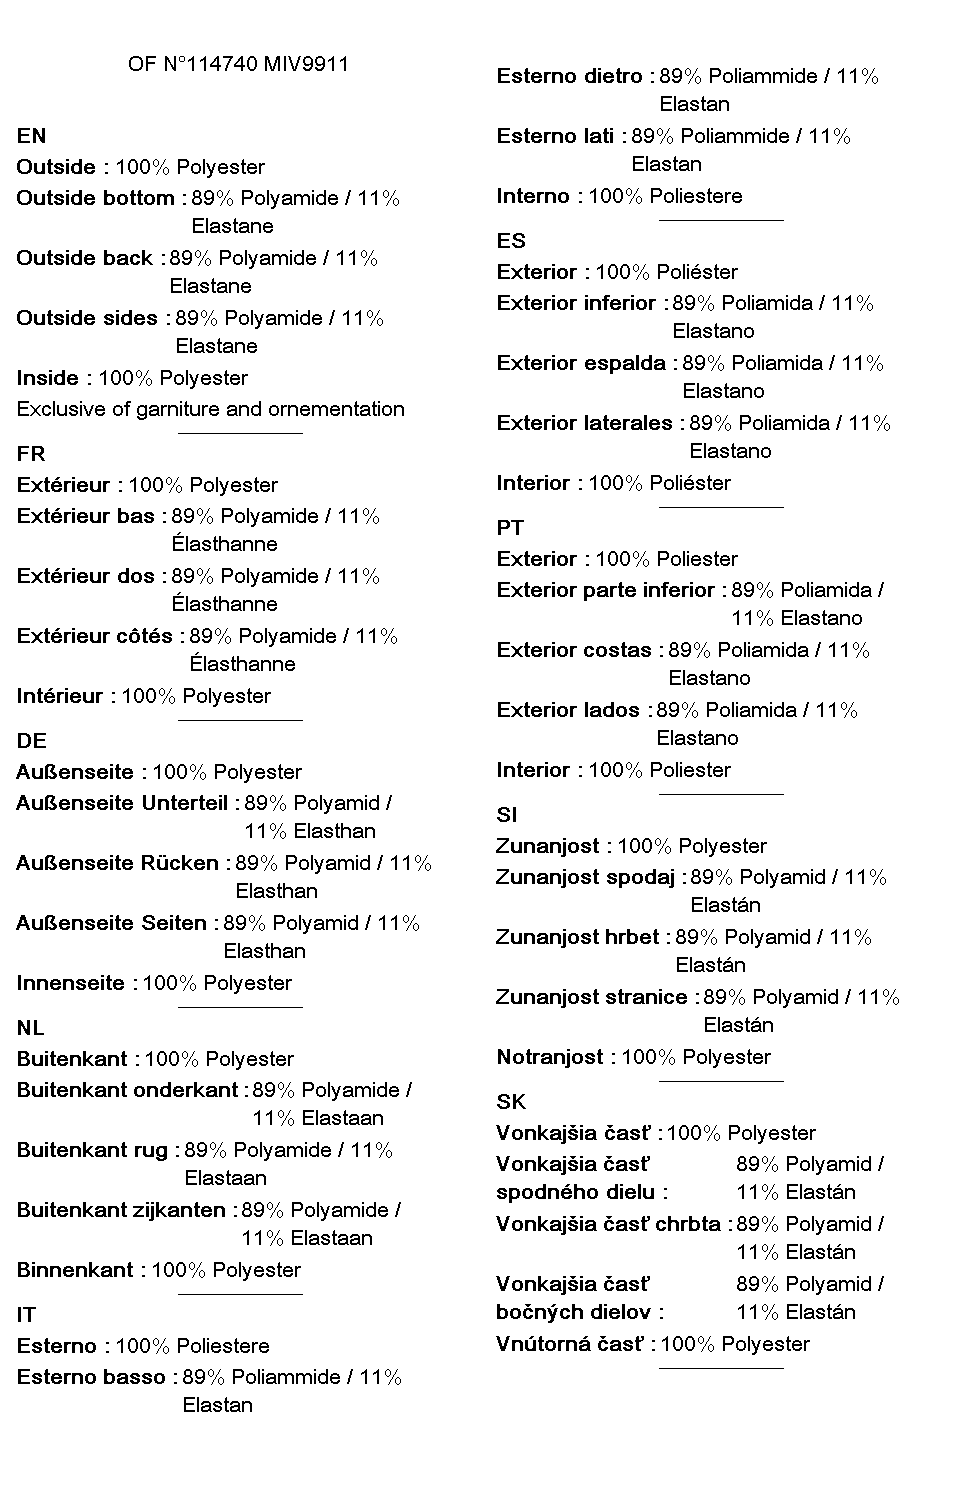 OF N°114740 MIV9911
EN
Outside : 100% Polyester
Outside bottom : 89% Polyamide / 11%
Elastane
Outside back : 89% Polyamide / 11%
Elastane
Outside sides : 89% Polyamide / 11%
Elastane
Inside : 100% Polyester
Exclusive of garniture and ornementation
FR
Extérieur : 100% Polyester
Extérieur bas : 89% Polyamide / 11%
Élasthanne
Extérieur dos : 89% Polyamide / 11%
Élasthanne
Extérieur côtés : 89% Polyamide / 11%
Élasthanne
Intérieur : 100% Polyester
DE
Außenseite : 100% Polyester
Außenseite Unterteil : 89% Polyamid /
11% Elasthan
Außenseite Rücken : 89% Polyamid / 11%
Elasthan
Außenseite Seiten : 89% Polyamid / 11%
Elasthan
Innenseite : 100% Polyester
NL
Buitenkant : 100% Polyester
Buitenkant onderkant : 89% Polyamide /
11% Elastaan
Buitenkant rug : 89% Polyamide / 11%
Elastaan
Buitenkant zijkanten : 89% Polyamide /
11% Elastaan
Binnenkant : 100% Polyester
IT
Esterno : 100% Poliestere
Esterno basso : 89% Poliammide / 11%
Elastan
Esterno dietro : 89% Poliammide / 11%
Elastan
Esterno lati : 89% Poliammide / 11%
Elastan
Interno : 100% Poliestere
ES
Exterior : 100% Poliéster
Exterior inferior : 89% Poliamida / 11%
Elastano
Exterior espalda : 89% Poliamida / 11%
Elastano
Exterior laterales : 89% Poliamida / 11%
Elastano
Interior : 100% Poliéster
PT
Exterior : 100% Poliester
Exterior parte inferior : 89% Poliamida /
11% Elastano
Exterior costas : 89% Poliamida / 11%
Elastano
Exterior lados : 89% Poliamida / 11%
Elastano
Interior : 100% Poliester
SI
Zunanjost : 100% Polyester
Zunanjost spodaj : 89% Polyamid / 11%
Elastán
Zunanjost hrbet : 89% Polyamid / 11%
Elastán
Zunanjost stranice : 89% Polyamid / 11%
Elastán
Notranjost : 100% Polyester
SK
Vonkajšia časť : 100% Polyester
Vonkajšia časť 89% Polyamid /
spodného dielu : 11% Elastán
Vonkajšia časť chrbta : 89% Polyamid /
11% Elastán
Vonkajšia časť 89% Polyamid /
bočných dielov : 11% Elastán
Vnútorná časť : 100% Polyester